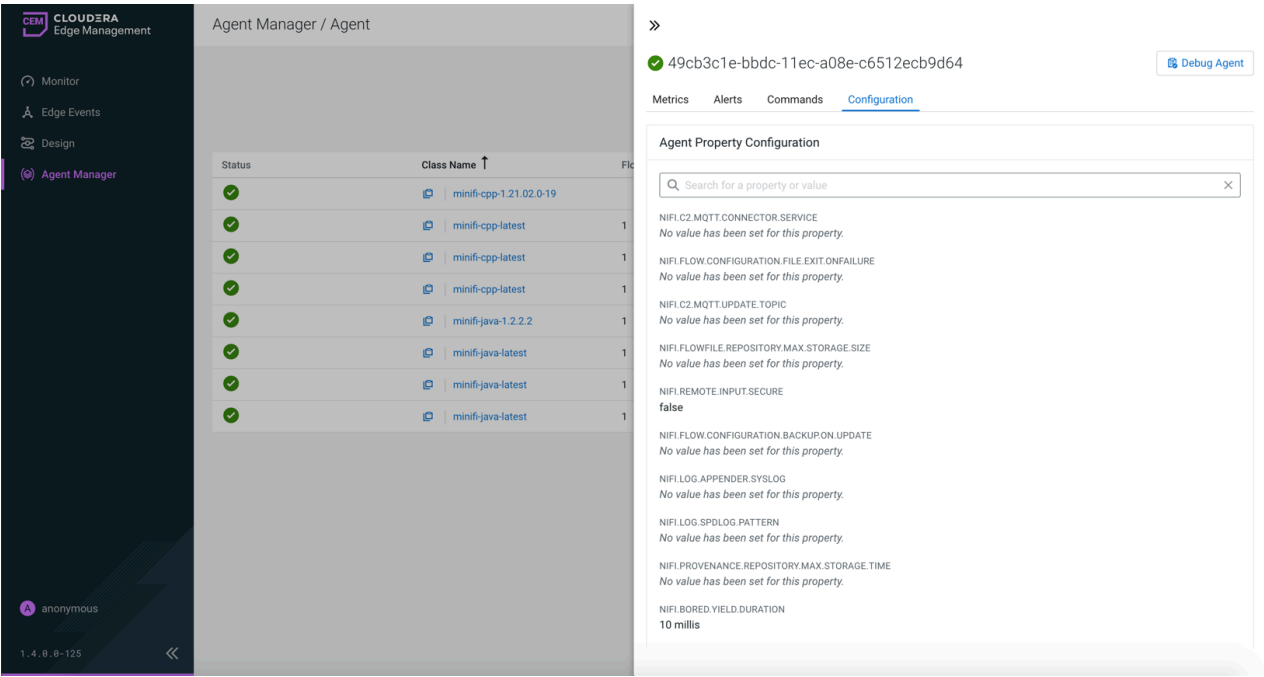 CEM
CLOUDERA
Edge Management
Monitor
Edge Events
Design
Agent Manager
A anonymous
1.4.0.0-125
Agent Manager / Agent
Status Class Name Flo
minifi-cpp-1.21.02.0-19
minifi-cpp-latest 1
minifi-cpp-latest 1
minifi-cpp-latest 1
minifi-java-1.2.2.2 1
minifi-java-latest 1
minifi-java-latest 1
minifi-java-latest 1
49cb3c1e-bbdc-11ec-a08e-c6512ecb9d64
Debug Agent
Metrics Alerts Commands Configuration
Agent Property Configuration
Search for a property or value
NIFI.C2.MQTT.CONNECTOR.SERVICE
No value has been set for this property.
NIFI.FLOW.CONFIGURATION.FILE.EXIT.ONFAILURE
No value has been set for this property.
NIFI.C2.MQTT.UPDATE.TOPIC
No value has been set for this property.
NIFI.FLOWFILE.REPOSITORY.MAX.STORAGE.SIZE
No value has been set for this property.
NIFI.REMOTE.INPUT.SECURE
false
NIFI.FLOW.CONFIGURATION.BACKUP.ON.UPDATE
No value has been set for this property.
NIFI.LOG.APPENDER.SYSLOG
No value has been set for this property.
NIFI.LOG.SPDLOG.PATTERN
No value has been set for this property.
NIFI.PROVENANCE.REPOSITORY.MAX.STORAGE.TIME
No value has been set for this property.
NIFI.BORED.YIELD.DURATION
10 millis